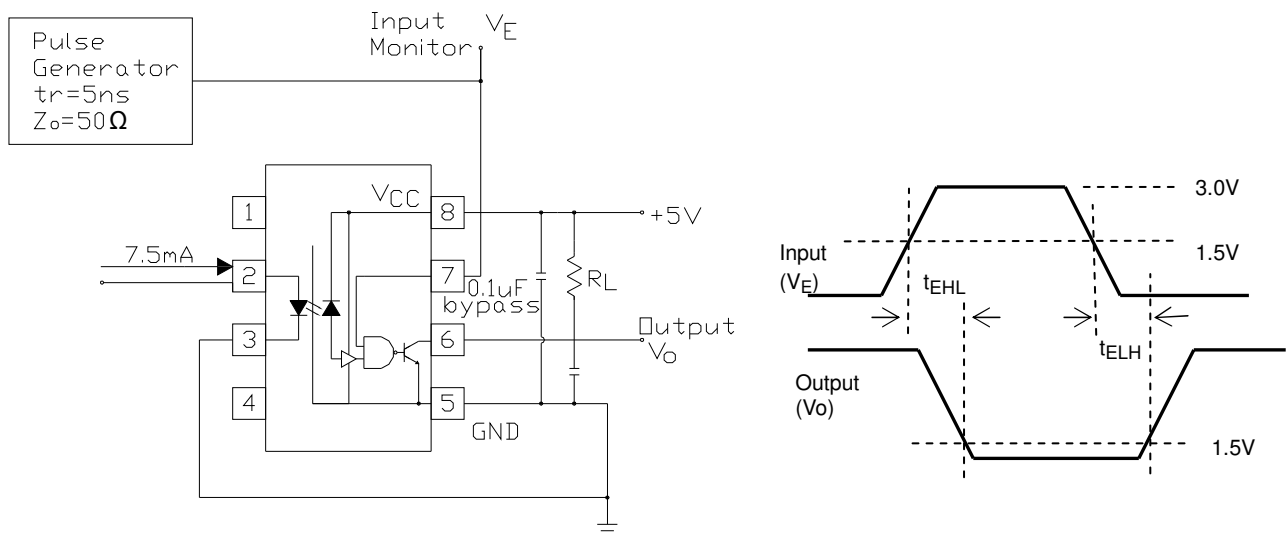 Pulse
Generator
tr=5ns
Zo=50Ω
Input
Monitor
VE
1
2
3
4
VCC
8
7
6
5
+5V
7.5mA
0.1uF
bypass
RL
Output
Vo
GND
3.0V
1.5V
Input
(VE)
tEHL
tELH
Output
(Vo)
1.5V